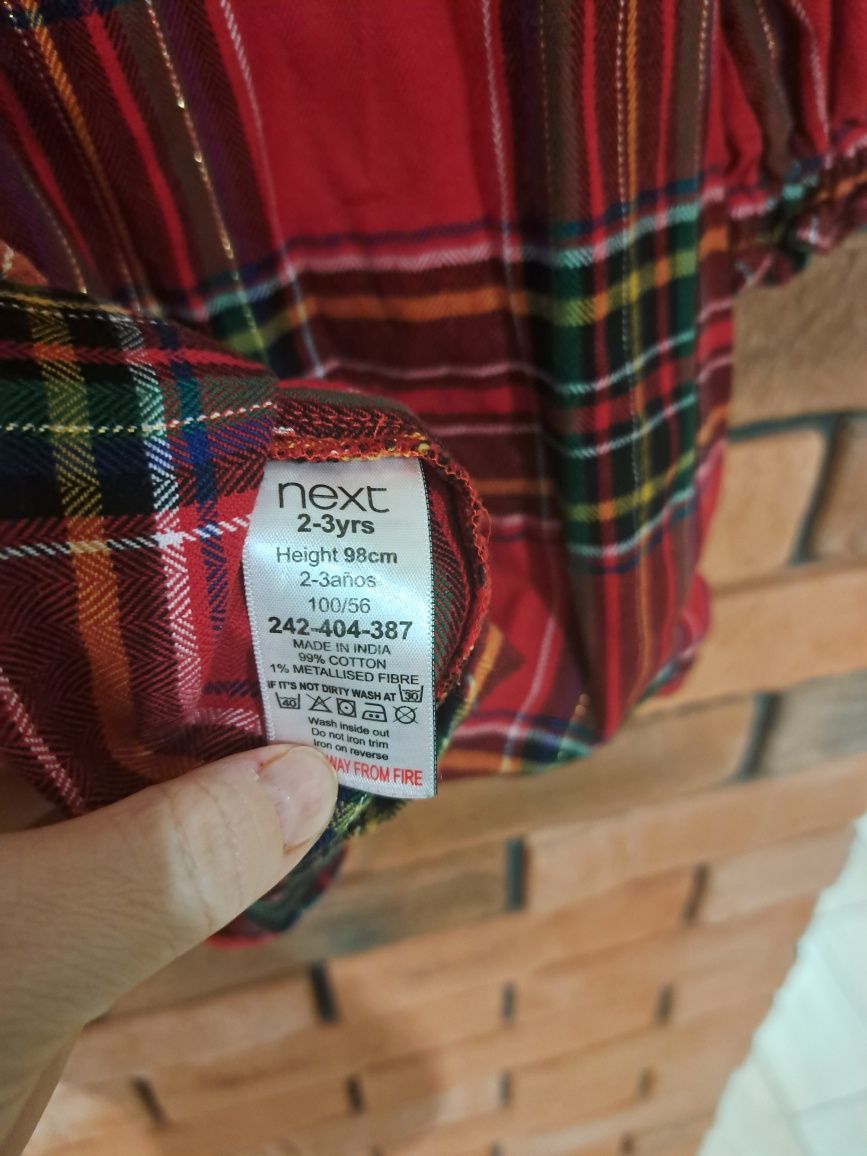 next
2-3yrs
Height 98cm
2-3años
100/56
242-404-387
MADE IN INDIA
99% COTTON
1% METALLISED FIBRE
IF IT'S NOT DIRTY WASH AT 30
40
Wash inside out
Do not iron trim
Iron on reverse
AWAY FROM FIRE